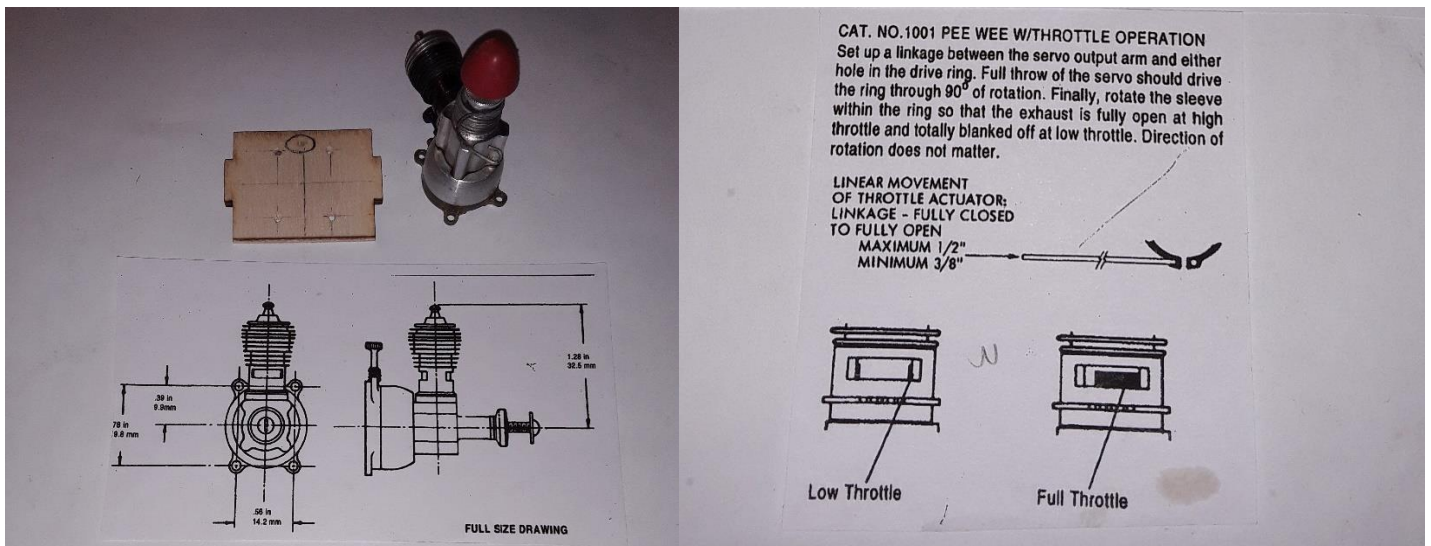 .39 in
9.9mm
78 in
9.8 mm
.56 in
14.2 mm
1.28 in
32.5 mm
FULL SIZE DRAWING
CAT. NO.1001 PEE WEE W/THROTTLE OPERATION
Set up a linkage between the servo output arm and either
hole in the drive ring. Full throw of the servo should drive
the ring through 90° of rotation. Finally, rotate the sleeve
within the ring so that the exhaust is fully open at high
throttle and totally blanked off at low throttle. Direction of
rotation does not matter.
LINEAR MOVEMENT
OF THROTTLE ACTUATOR;
LINKAGE - FULLY CLOSED
TO FULLY OPEN
MAXIMUM 1/2"
MINIMUM 3/8"
Low Throttle
Full Throttle